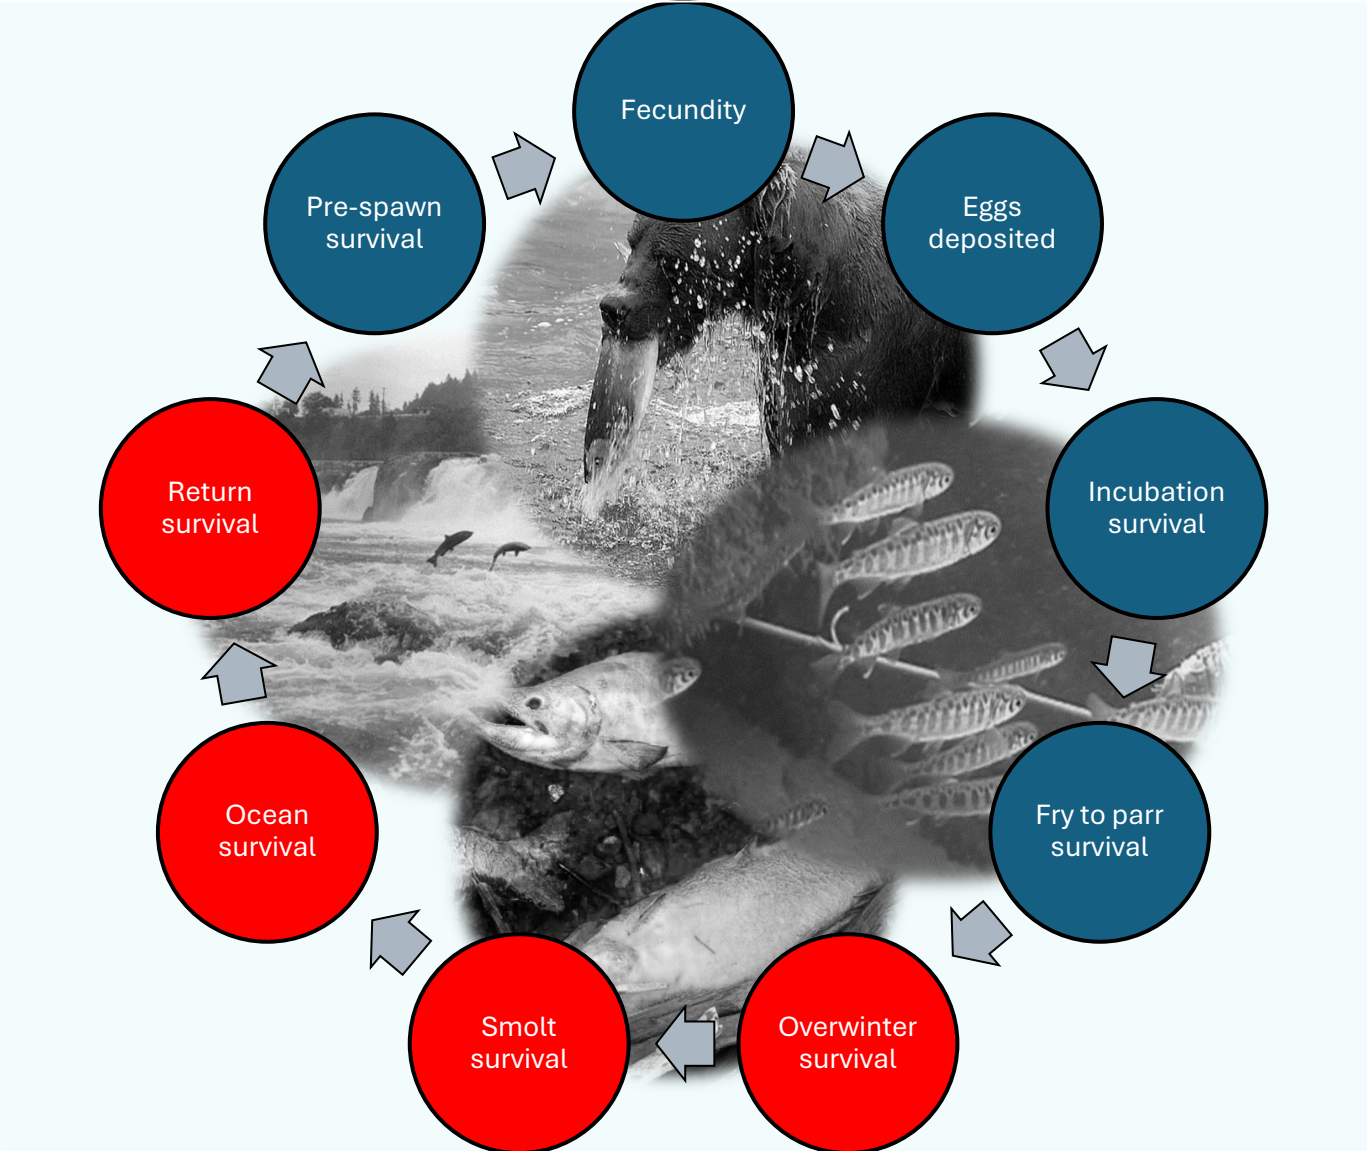 Fecundity
Eggs
deposited
Incubation
survival
Fry to parr
survival
Overwinter
survival
Smolt
survival
Ocean
survival
Return
survival
Pre-spawn
survival